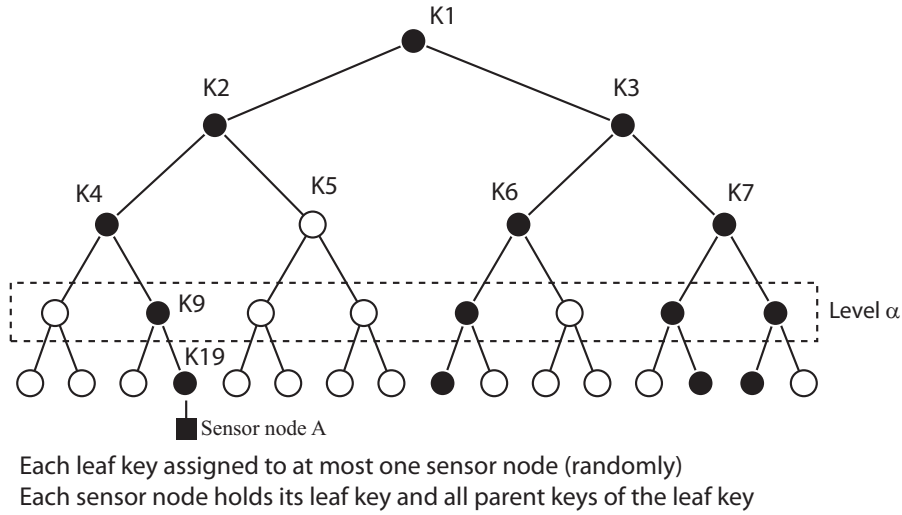 K1
K2
K3
K4
K5
K6
K7
K9
Level α
K19
Sensor node A
Each leaf key assigned to at most one sensor node (randomly)
Each sensor node holds its leaf key and all parent keys of the leaf key